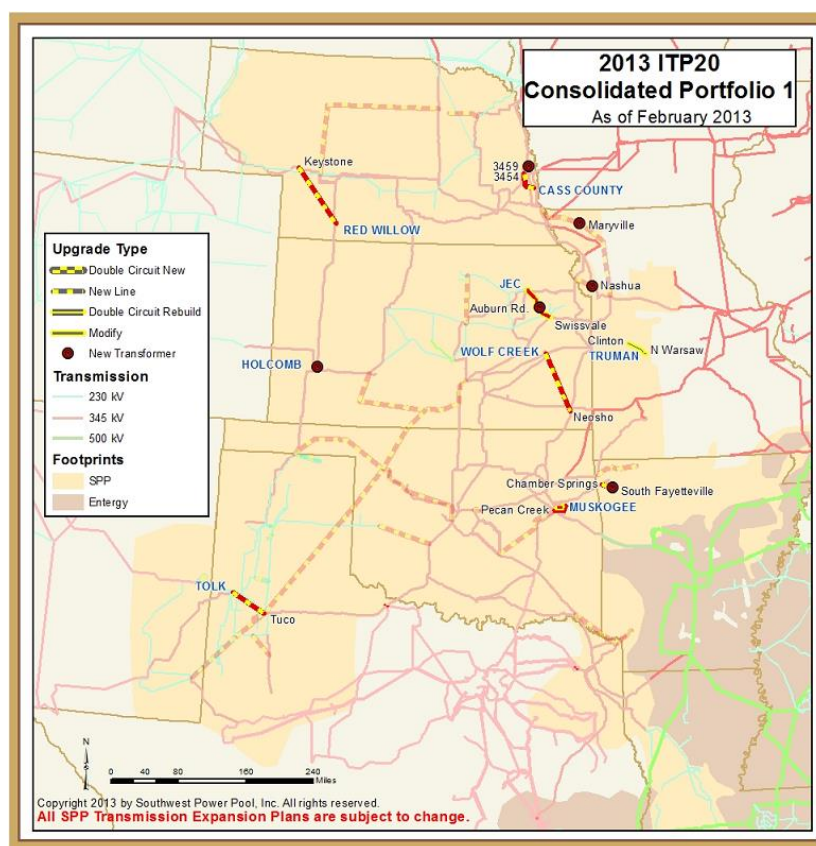 2013 ITP20
Consolidated Portfolio 1
As of February 2013
Keystone
3459
3454
CASS COUNTY
RED WILLOW
Maryville
Upgrade Type
Double Circuit New
New Line
Double Circuit Rebuild
Modify
New Transformer
Transmission
230 kV
345 kV
500 kV
Footprints
SPP
Entergy
JEC
Nashua
Auburn Rd.
Swissvale
Clinton
N Warsaw
WOLF CREEK
TRUMAN
HOLCOMB
Neosho
Chamber Springs
South Fayetteville
Pecan Creek
MUSKOGEE
TOLK
Tuco
N
0 40 80 160 240
Miles
Copyright 2013 by Southwest Power Pool, Inc. All rights reserved.
All SPP Transmission Expansion Plans are subject to change.